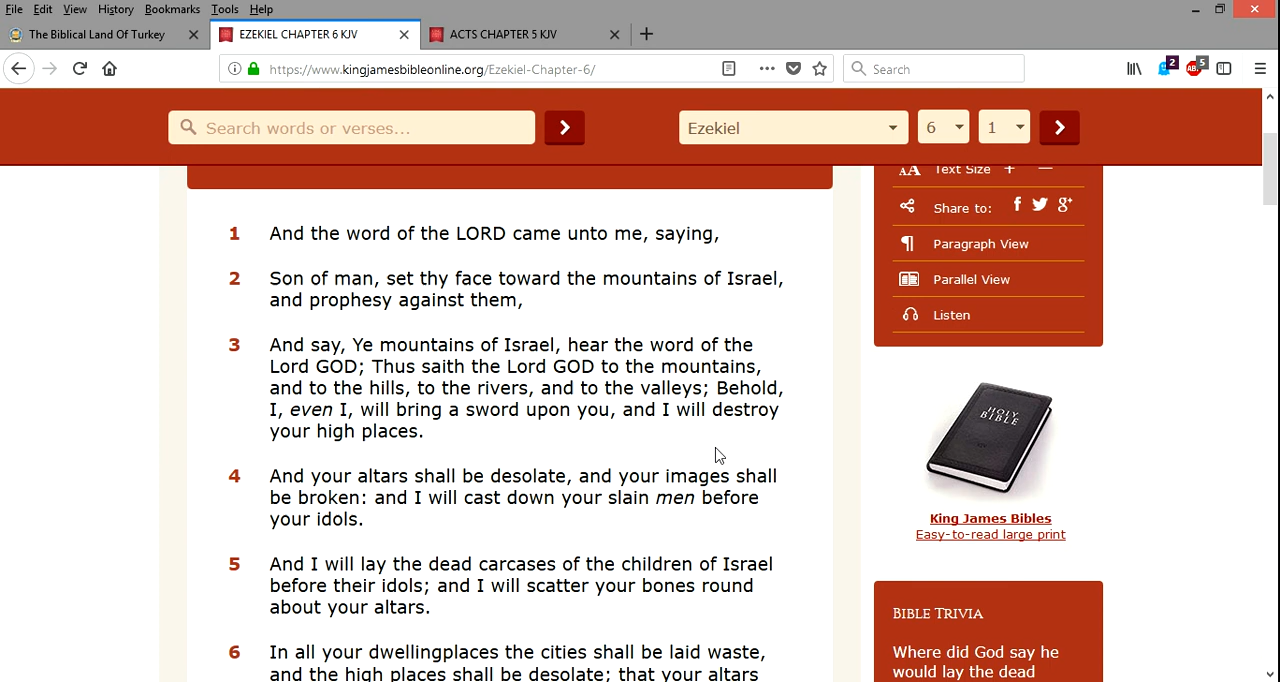 File Edit View History Bookmarks Tools Help
The Biblical Land Of Turkey
EZEKIEL CHAPTER 6 KJV
ACTS CHAPTER 5 KJV
https://www.kingjamesbibleonline.org/Ezekiel-Chapter-6/
Search
2
ABP
5
Search words or verses...
Ezekiel
6
1
1 And the word of the LORD came unto me, saying,
2 Son of man, set thy face toward the mountains of Israel,
and prophesy against them,
3 And say, Ye mountains of Israel, hear the word of the
Lord GOD; Thus saith the Lord GOD to the mountains,
and to the hills, to the rivers, and to the valleys; Behold,
I, even I, will bring a sword upon you, and I will destroy
your high places.
4 And your altars shall be desolate, and your images shall
be broken: and I will cast down your slain men before
your idols.
5 And I will lay the dead carcases of the children of Israel
before their idols; and I will scatter your bones round
about your altars.
6 In all your dwellingplaces the cities shall be laid waste,
and the high places shall be desolate; that your altars
AA Text Size + —
Share to: f g+
¶ Paragraph View
Parallel View
Listen
HOLY
BIBLE
King James Bibles
Easy-to-read large print
BIBLE TRIVIA
Where did God say he
would lay the dead